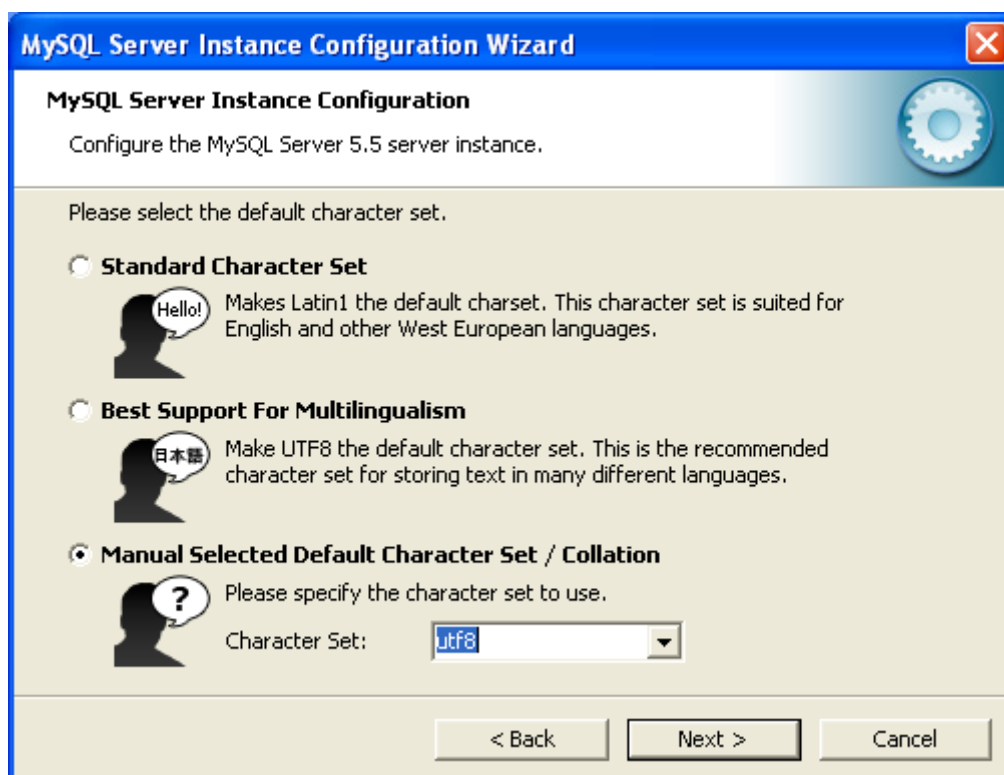 MySQL Server Instance Configuration Wizard
MySQL Server Instance Configuration
Configure the MySQL Server 5.5 server instance.
Please select the default character set.
Standard Character Set
Hello!
Makes Latin1 the default charset. This character set is suited for
English and other West European languages.
Best Support For Multilingualism
日本語
Make UTF8 the default character set. This is the recommended
character set for storing text in many different languages.
Manual Selected Default Character Set / Collation
?
Please specify the character set to use.
Character Set: utf8
< Back Next > Cancel